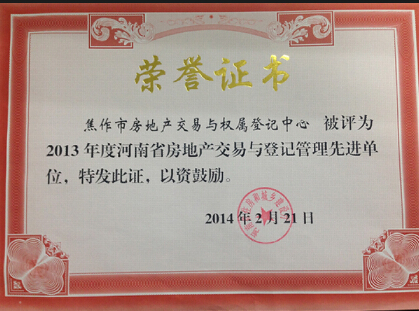 荣誉证书
焦作市房地产交易与权属登记中心 被评为
2013年度河南省房地产交易与登记管理先进单
位，特发此证，以资鼓励。
2014年2月21日